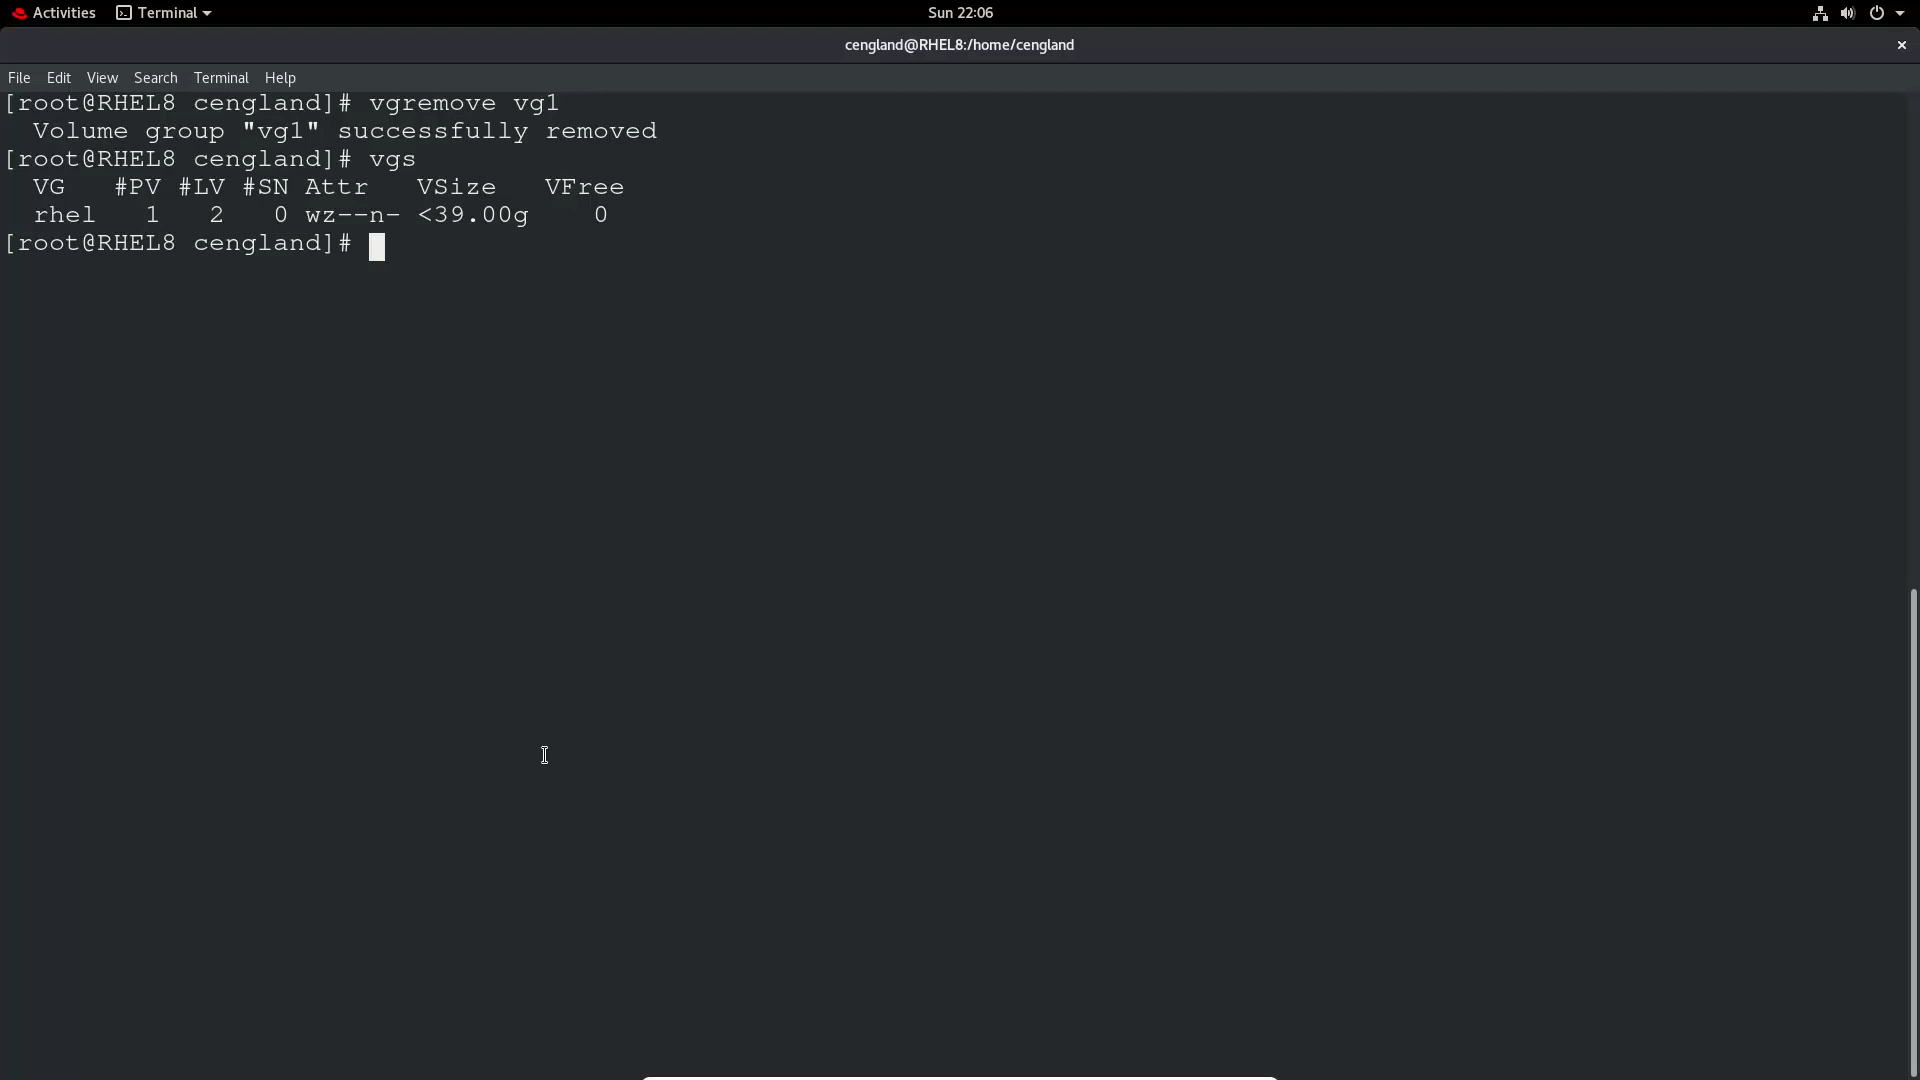 Activities Terminal Sun 22:06
cengland@RHEL8:/home/cengland
File Edit View Search Terminal Help
[root@RHEL8 cengland]# vgremove vg1
  Volume group "vg1" successfully removed
[root@RHEL8 cengland]# vgs
  VG   #PV #LV #SN Attr   VSize   VFree
  rhel   1   2   0 wz--n- <39.00g    0
[root@RHEL8 cengland]#